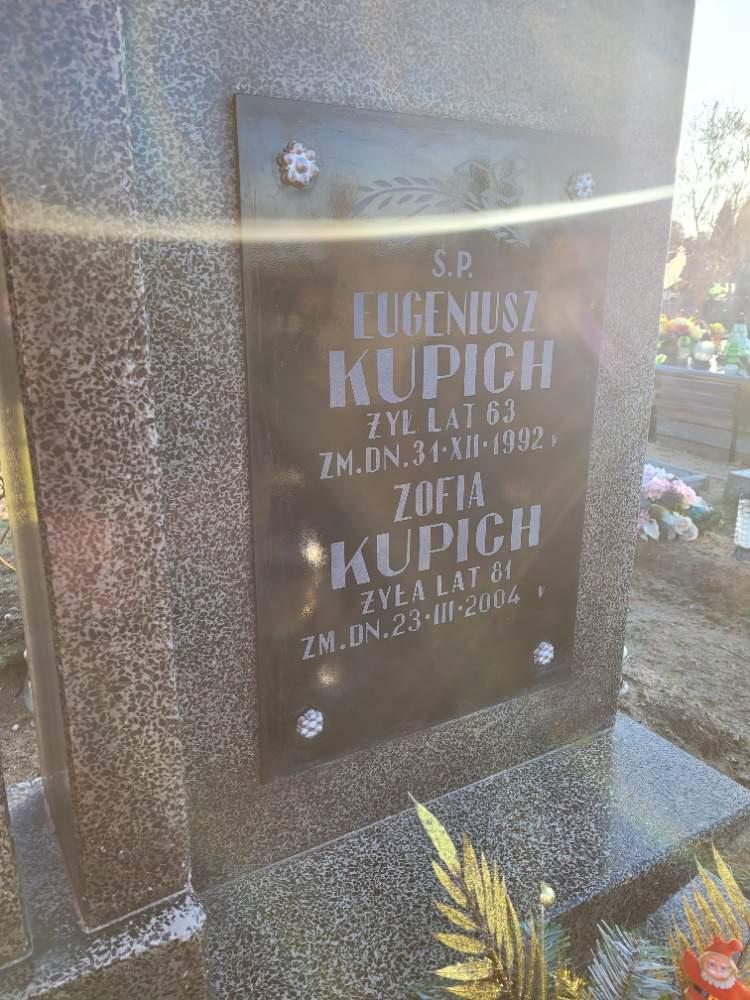 Ś.P.
EUGENIUSZ
KUPICH
ŻYŁ LAT 63
ZM.DN.31·XII·1992
ZOFIA
KUPICH
ŻYŁA LAT 81
ZM.DN.23·III·2004